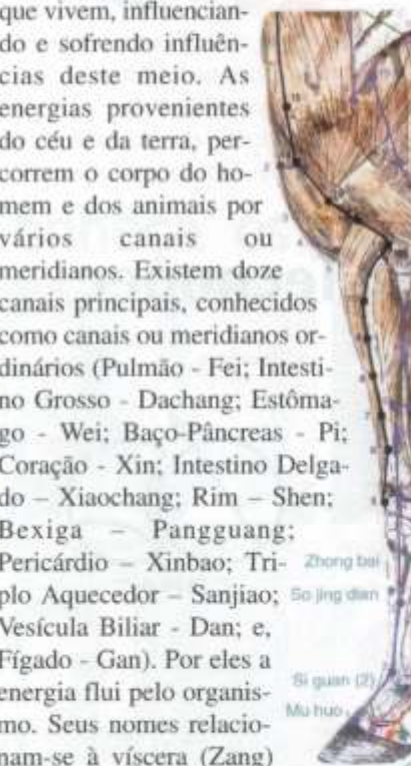 que vivem, influencian-
do e sofrendo influên-
cias deste meio. As
energias provenientes
do céu e da terra, per-
correm o corpo do ho-
mem e dos animais por
vários canais ou
meridianos. Existem doze
canais principais, conhecidos
como canais ou meridianos or-
dinários (Pulmão - Fei; Intesti-
no Grosso - Dachang; Estôma-
go - Wei; Baço-Pâncreas - Pi;
Coração - Xin; Intestino Delga-
do – Xiaochang; Rim – Shen;
Bexiga – Pangguang;
Pericárdio – Xinbao; Tri-
plo Aquecedor – Sanjiao;
Vesícula Biliar - Dan; e,
Fígado - Gan). Por eles a
energia flui pelo organis-
mo. Seus nomes relacio-
nam-se à víscera (Zang)
Zhong bai
So jing dian
Si guan (2)
Mu huo